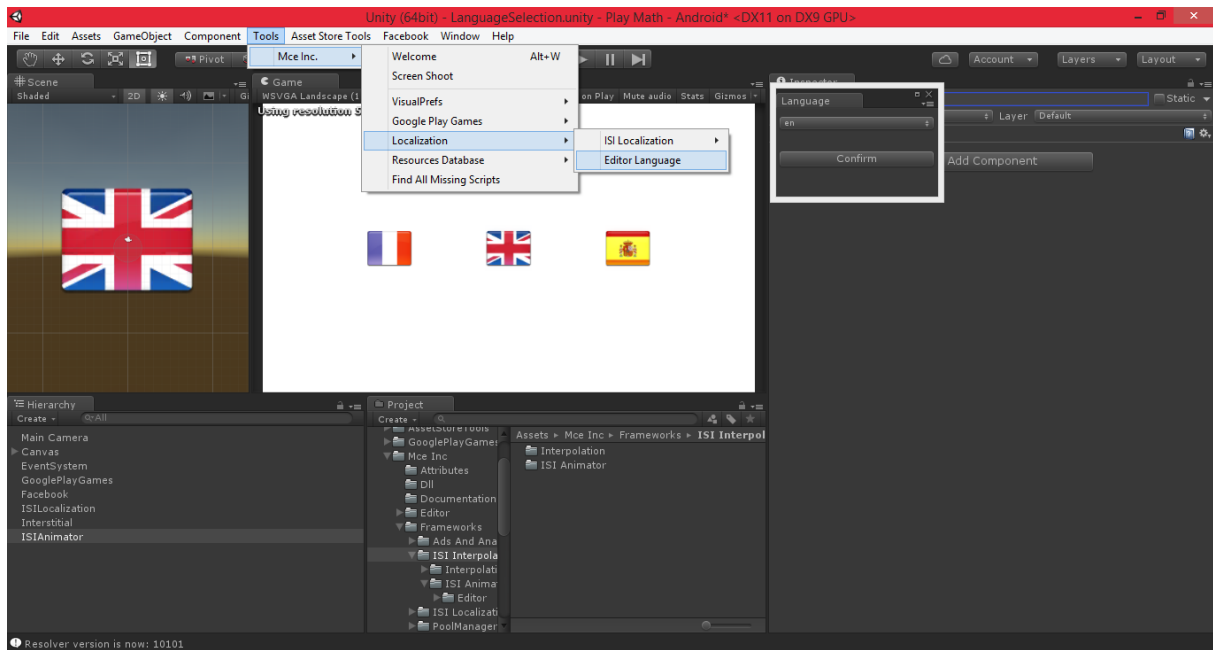 Unity (64bit) - LanguageSelection.unity - Play Math - Android* <DX11 on DX9 GPU>
File Edit Assets GameObject Component Tools Asset Store Tools Facebook Window Help
Pivot
Mce Inc.
Welcome Alt+W
Screen Shoot
VisualPrefs
Google Play Games
Localization
Resources Database
Find All Missing Scripts
ISI Localization
Editor Language
Account Layers Layout
Scene
Shaded 2D Gi
Game
WSVGA Landscape (1
on Play Mute audio Stats Gizmos
Using resolution S
Inspector
Static
Layer Default
Add Component
Language
en
Confirm
Hierarchy
Create All
Main Camera
Canvas
EventSystem
GooglePlayGames
Facebook
ISILocalization
Interstitial
ISIAnimator
Project
Create
AssetStoreTools
GooglePlayGames
Mce Inc
Attributes
Dll
Documentation
Editor
Frameworks
Ads And Ana
ISI Interpola
Interpolati
ISI Anima
Editor
ISI Localizati
PoolManager
Assets ▸ Mce Inc ▸ Frameworks ▸ ISI Interpol
Interpolation
ISI Animator
Resolver version is now: 10101